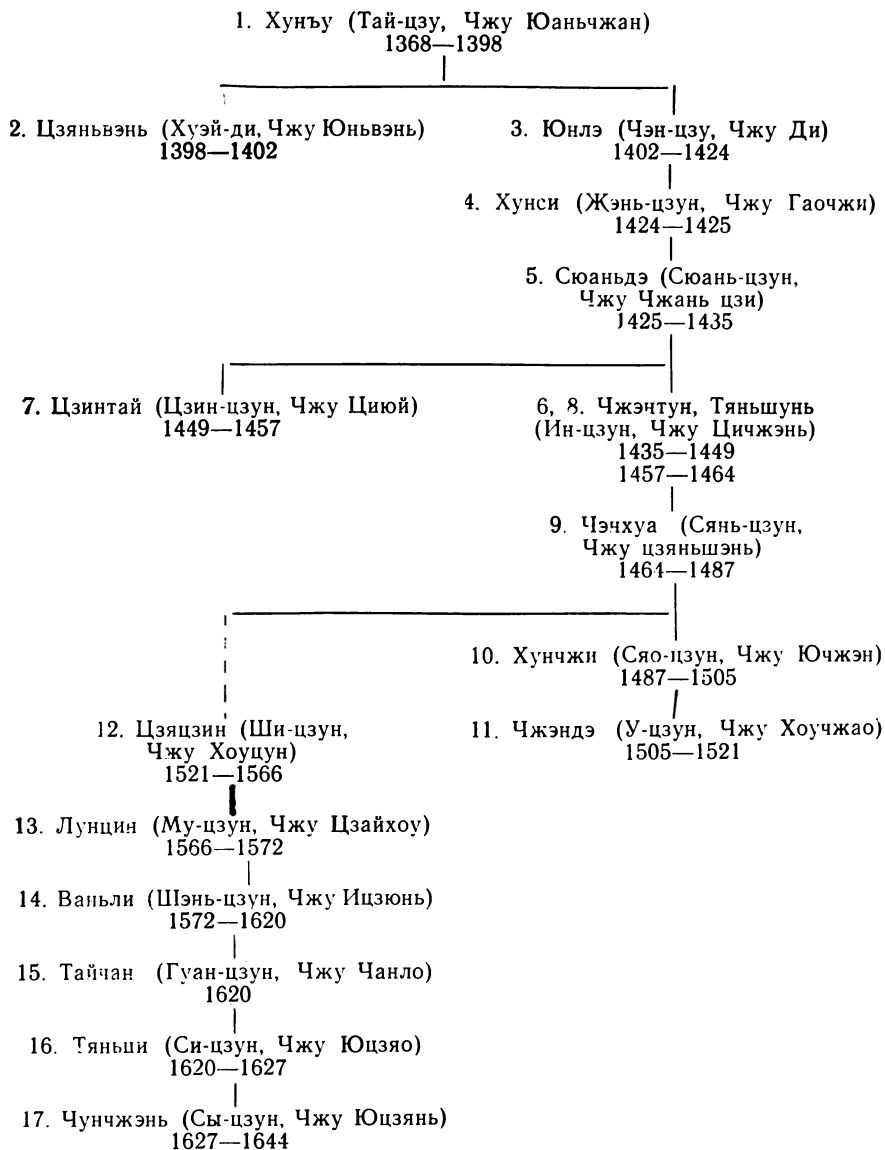 1. Хунъу (Тай-цзу, Чжу Юаньчжан)
1368—1398
2. Цзяньвэнь (Хуэй-ди, Чжу Юньвэнь)
1398—1402
3. Юнлэ (Чэн-цзу, Чжу Ди)
1402—1424
4. Хунси (Жэнь-цзун, Чжу Гаочжи)
1424—1425
5. Сюаньдэ (Сюань-цзун,
Чжу Чжань цзи)
1425—1435
7. Цзинтай (Цзин-цзун, Чжу Циюй)
1449—1457
6, 8. Чжэнтун, Тяньшунь
(Ин-цзун, Чжу Цичжэнь)
1435—1449
1457—1464
9. Чэнхуа (Сянь-цзун,
Чжу цзяньшэнь)
1464—1487
10. Хунчжи (Сяо-цзун, Чжу Ючжэн)
1487—1505
11. Чжэндэ (У-цзун, Чжу Хоучжао)
1505—1521
12. Цзяцзин (Ши-цзун,
Чжу Хоуцун)
1521—1566
13. Лунцин (Му-цзун, Чжу Цзайхоу)
1566—1572
14. Ваньли (Шэнь-цзун, Чжу Ицзюнь)
1572—1620
15. Тайчан (Гуан-цзун, Чжу Чанло)
1620
16. Тяньци (Си-цзун, Чжу Юцзяо)
1620—1627
17. Чунчжэнь (Сы-цзун, Чжу Юцзянь)
1627—1644